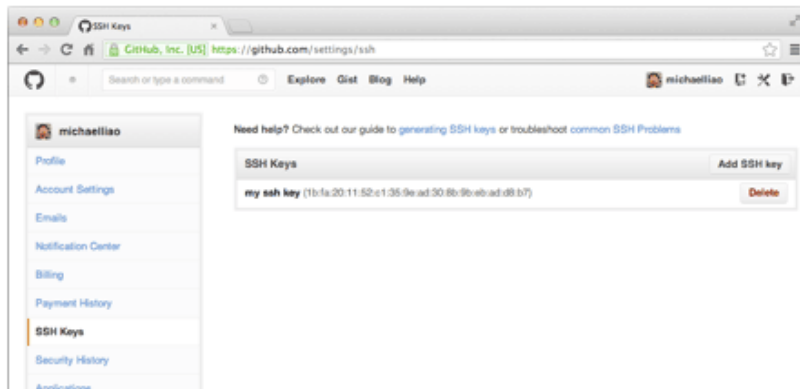 SSH Keys
GitHub, Inc. [US] https://github.com/settings/ssh
Search or type a command Explore Gist Blog Help michaelliao
michaelliao
Need help? Check out our guide to generating SSH keys or troubleshoot common SSH Problems
Profile
SSH Keys Add SSH key
Account Settings
my ssh key (1b:fa:20:11:52:c1:35:9e:ad:30:8b:9b:eb:ad:d8:b7) Delete
Emails
Notification Center
Billing
Payment History
SSH Keys
Security History
Applications